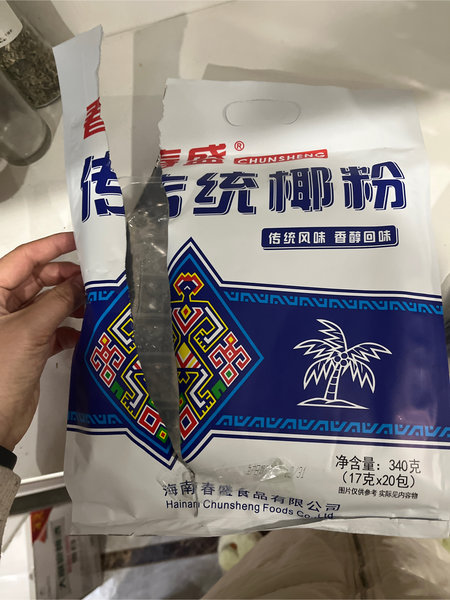 春盛®
CHUNSHENG
传统椰粉
传统风味 香醇回味
净含量：340克
（17克×20包）
图片仅供参考 实际见内容物
海南春盛食品有限公司
Hainan Chunsheng Foods Co.,Ltd